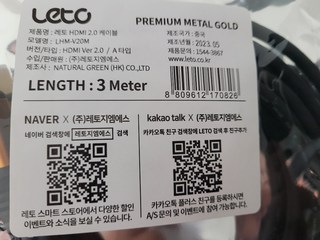 Leto
PREMIUM METAL GOLD
제품명 : 레토 HDMI 2.0 케이블
모델명 : LHM-V20M
버전/타입 : HDMI Ver 2.0 / A 타입
수입/판매원 : (주)레토지엠에스
제조사 : NATURAL GREEN (HK) CO.,LTD
제조국가 : 중국
제조년월 : 2023. 05
제품문의 : 1544-3867
www.leto.co.kr
LENGTH : 3 Meter
8 809612 170826
NAVER X (주)레토지엠에스
네이버 검색창에 레토지엠에스 검색
kakao talk X (주)레토지엠에스
카카오톡 친구 검색창에 LETO 검색 후 친구추가
레토 스마트 스토어에서 다양한 할인
이벤트와 소식을 보실 수 있습니다.
카카오톡 플러스 친구를 등록하시면
A/S 문의 및 이벤트에 참여 가능합니다.